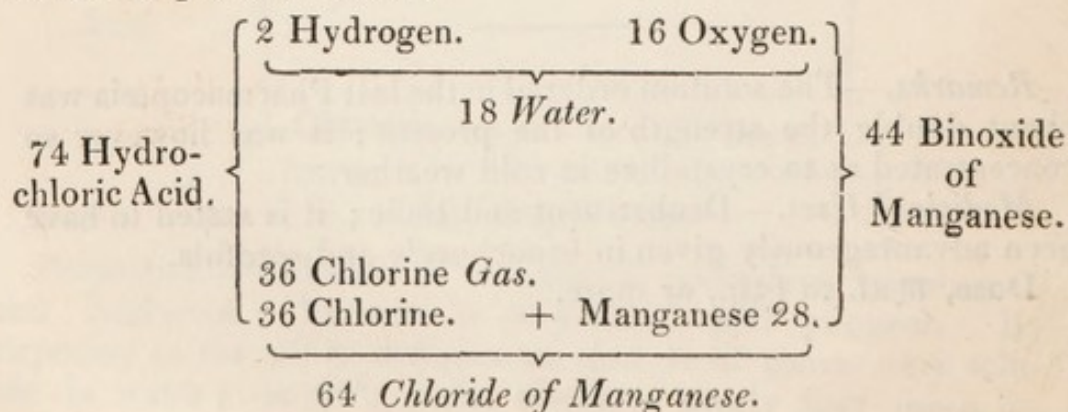 2 Hydrogen. 16 Oxygen.
18 Water.
74 Hydro-
chloric Acid.
44 Binoxide
of
Manganese.
36 Chlorine Gas.
36 Chlorine. + Manganese 28.
64 Chloride of Manganese.